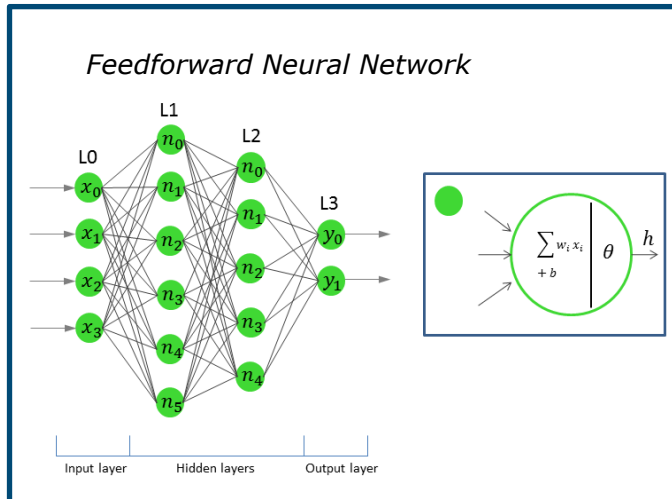 Feedforward Neural Network
L0
x₀
x₁
x₂
x₃
L1
n₀
n₁
n₂
n₃
n₄
n₅
L2
n₀
n₁
n₂
n₃
n₄
L3
y₀
y₁
∑ wᵢ xᵢ
+ b
θ
h
Input layer
Hidden layers
Output layer